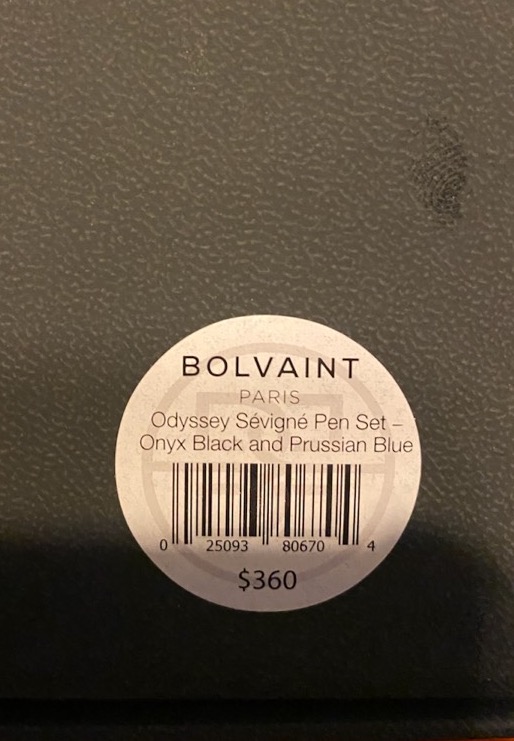 BOLVAINT
PARIS
Odyssey Sévigné Pen Set –
Onyx Black and Prussian Blue
0 25093 80670 4
$360